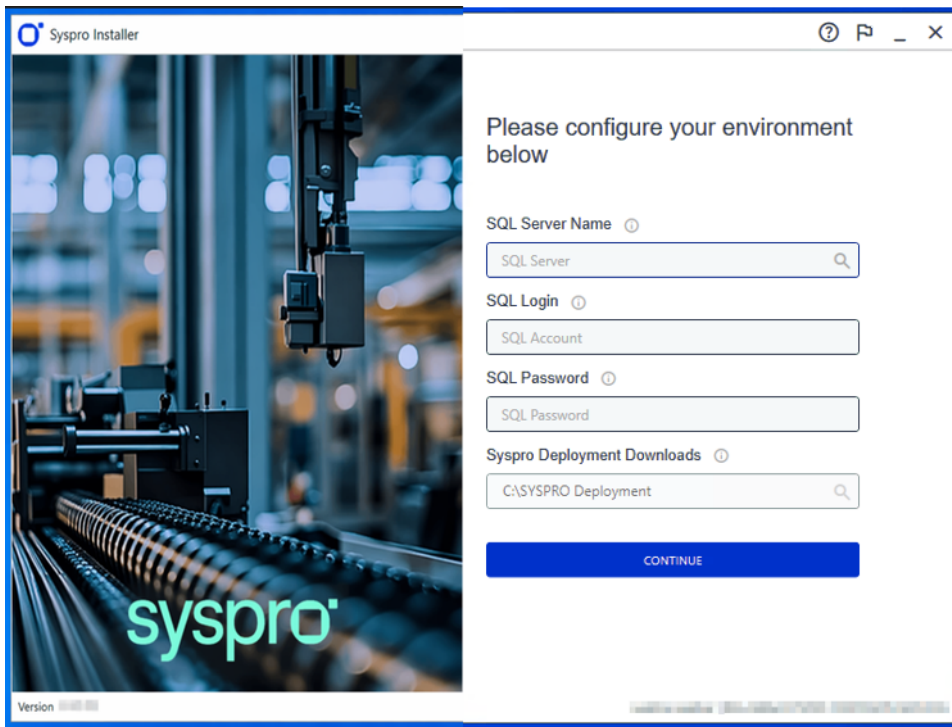 Syspro Installer
Please configure your environment
below
SQL Server Name
SQL Server
SQL Login
SQL Account
SQL Password
SQL Password
Syspro Deployment Downloads
C:\SYSPRO Deployment
CONTINUE
syspro
Version